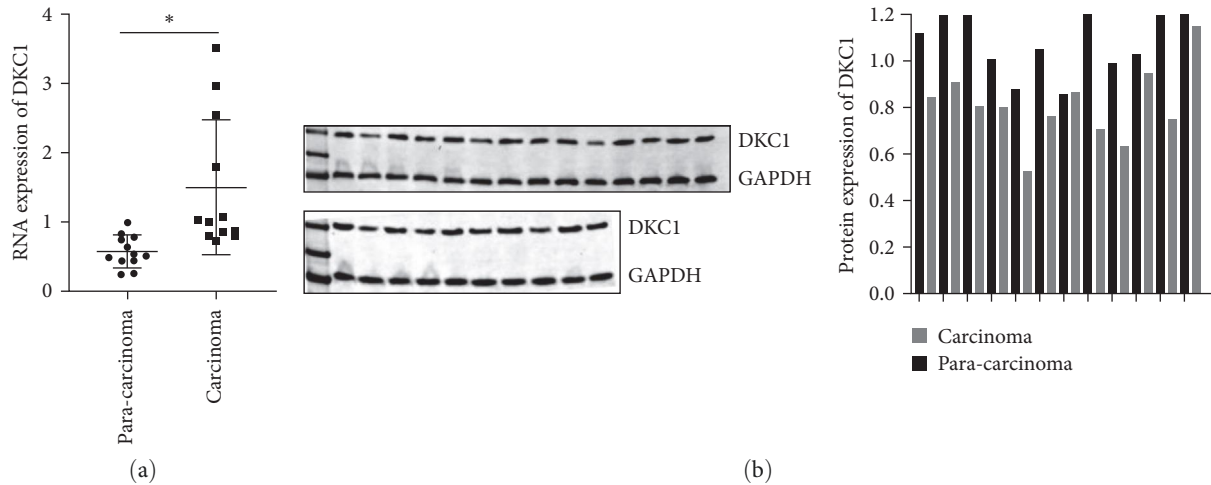 RNA expression of DKC1
4
3
2
1
0
*
Para-carcinoma
Carcinoma
(a)
DKC1
GAPDH
DKC1
GAPDH
Protein expression of DKC1
1.2
1.0
0.8
0.6
0.4
0.2
0.0
Carcinoma
Para-carcinoma
(b)